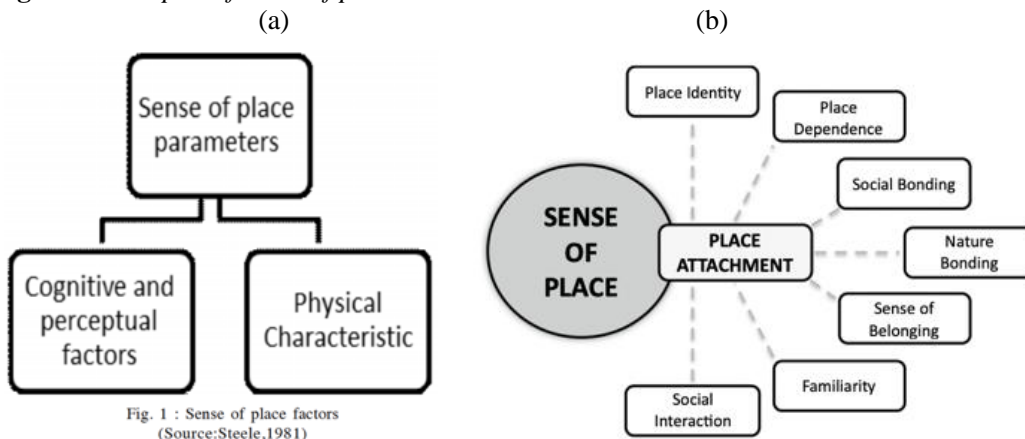 (a)
(b)
Sense of place
parameters
Cognitive and
perceptual
factors
Physical
Characteristic
Fig. 1 : Sense of place factors
(Source:Steele,1981)
SENSE
OF
PLACE
PLACE
ATTACHMENT
Place Identity
Place
Dependence
Social Bonding
Nature
Bonding
Sense of
Belonging
Familiarity
Social
Interaction